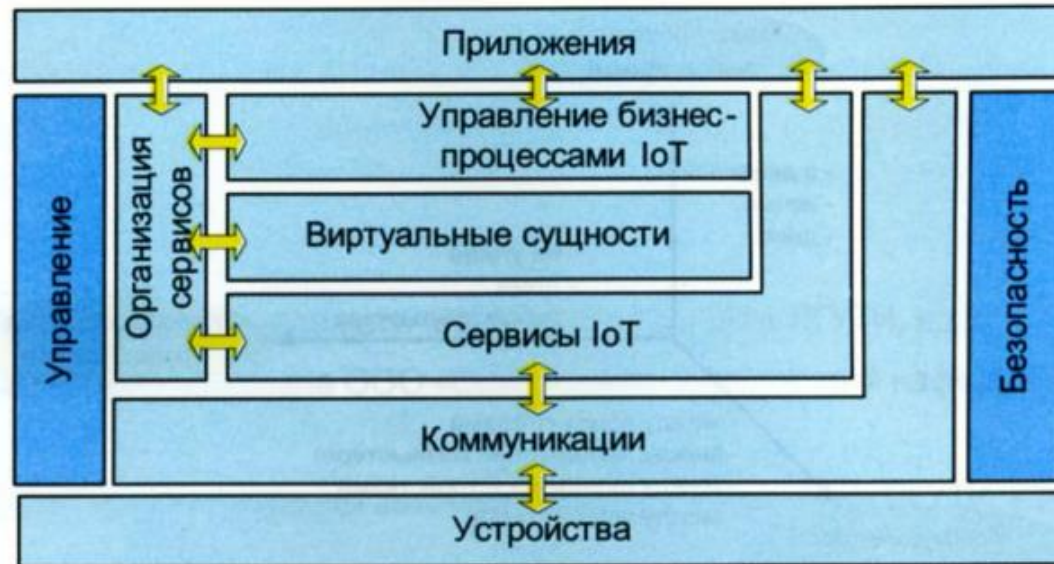 Приложения
Управление
Организация
сервисов
Управление бизнес-
процессами IoT
Виртуальные сущности
Сервисы IoT
Коммуникации
Безопасность
Устройства